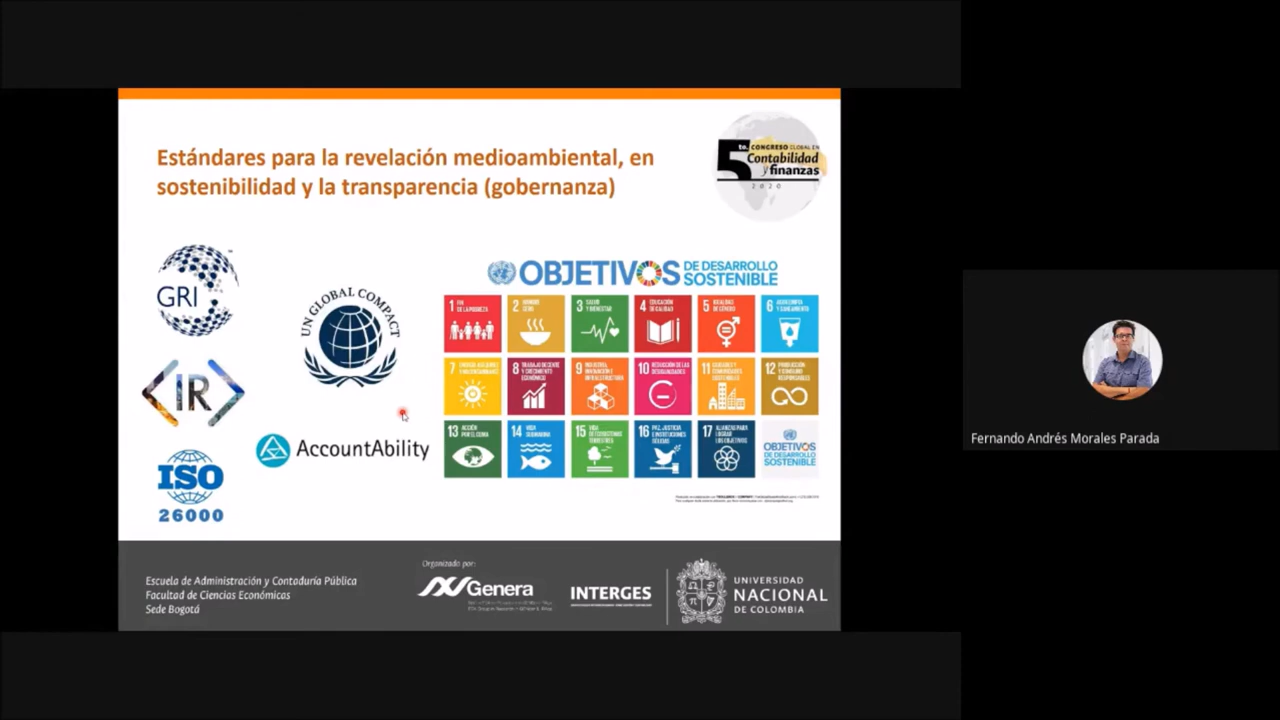 Estándares para la revelación medioambiental, en
sostenibilidad y la transparencia (gobernanza)
5to. CONGRESO GLOBAL EN
Contabilidad
y finanzas
2020
GRI
UN GLOBAL COMPACT
<IR>
AccountAbility
ISO
26000
OBJETIVOS DE DESARROLLO
SOSTENIBLE
1 FIN
DE LA POBREZA
2 HAMBRE
CERO
3 SALUD
Y BIENESTAR
4 EDUCACIÓN
DE CALIDAD
5 IGUALDAD
DE GÉNERO
6 AGUA LIMPIA
Y SANEAMIENTO
7
8 TRABAJO DECENTE
Y CRECIMIENTO
ECONÓMICO
9 INDUSTRIA,
INNOVACIÓN E
INFRAESTRUCTURA
10 REDUCCIÓN DE LAS
DESIGUALDADES
11 CIUDADES Y
COMUNIDADES
SOSTENIBLES
12 PRODUCCIÓN
Y CONSUMO
RESPONSABLES
13 ACCIÓN
POR EL CLIMA
14 VIDA
SUBMARINA
15 VIDA
DE ECOSISTEMAS
TERRESTRES
16 PAZ, JUSTICIA
E INSTITUCIONES
SÓLIDAS
17 ALIANZAS PARA
LOGRAR
LOS OBJETIVOS
OBJETIVOS
DE DESARROLLO
SOSTENIBLE
Escuela de Administración y Contaduría Pública
Facultad de Ciencias Económicas
Sede Bogotá
Organizado por:
Genera
INTERGES
UNIVERSIDAD
NACIONAL
DE COLOMBIA
Fernando Andrés Morales Parada